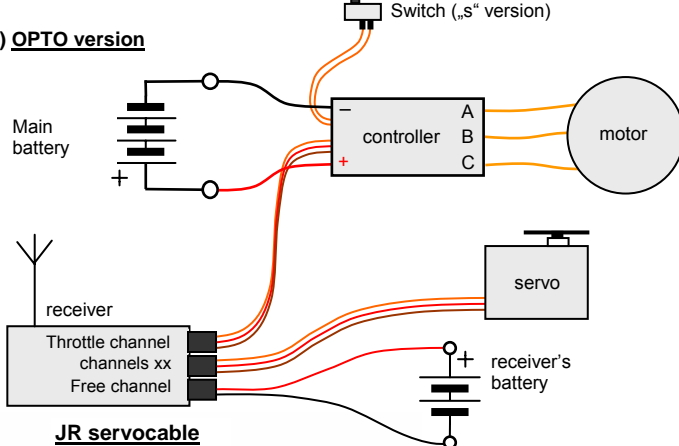 Switch („s“ version)
) OPTO version
Main
battery
+
−
+
controller
A
B
C
motor
servo
receiver
Throttle channel
channels xx
Free channel
+
receiver's
battery
JR servocable